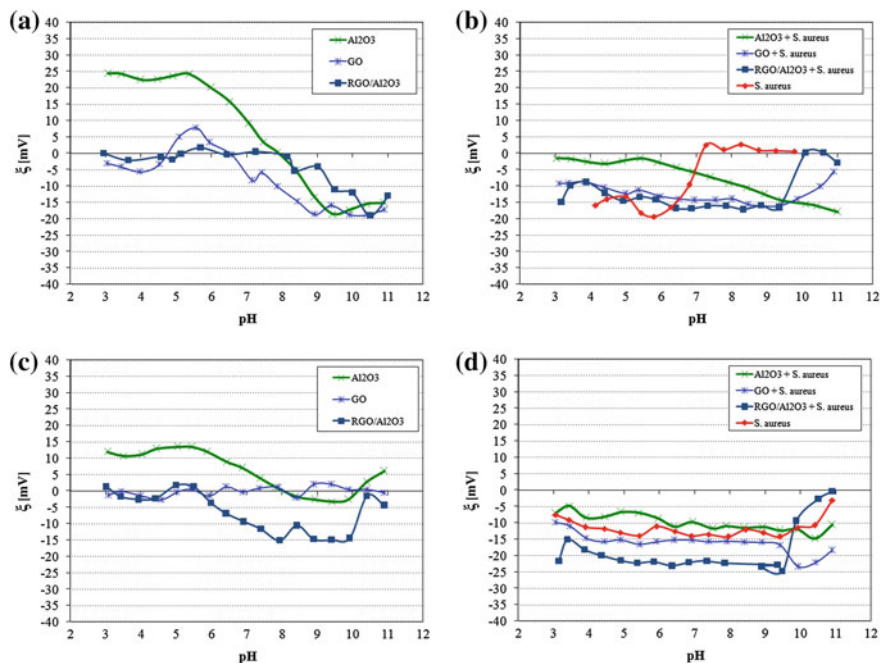 (a)
ξ [mV]
40
35
30
25
20
15
10
5
0
-5
-10
-15
-20
-25
-30
-35
-40
2 3 4 5 6 7 8 9 10 11 12
pH
Al2O3
GO
RGO/Al2O3
(b)
ξ [mV]
40
35
30
25
20
15
10
5
0
-5
-10
-15
-20
-25
-30
-35
-40
2 3 4 5 6 7 8 9 10 11 12
pH
Al2O3 + S. aureus
GO + S. aureus
RGO/Al2O3 + S. aureus
S. aureus
(c)
ξ [mV]
40
35
30
25
20
15
10
5
0
-5
-10
-15
-20
-25
-30
-35
-40
2 3 4 5 6 7 8 9 10 11 12
pH
Al2O3
GO
RGO/Al2O3
(d)
ξ [mV]
40
35
30
25
20
15
10
5
0
-5
-10
-15
-20
-25
-30
-35
-40
2 3 4 5 6 7 8 9 10 11 12
pH
Al2O3 + S. aureus
GO + S. aureus
RGO/Al2O3 + S. aureus
S. aureus